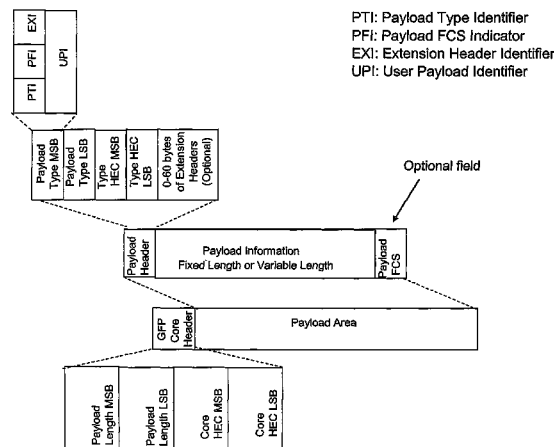 PTI: Payload Type Identifier
PFI: Payload FCS Indicator
EXI: Extension Header Identifier
UPI: User Payload Identifier
EXI
PFI
PTI
UPI
Payload
Type MSB
Payload
Type LSB
Type
HEC MSB
Type HEC
LSB
0-60 bytes
of Extension
Headers
(Optional)
Optional field
Payload
Header
Payload Information
Fixed Length or Variable Length
Payload
FCS
GFP
Core
Header
Payload Area
Payload
Length MSB
Payload
Length LSB
Core
HEC MSB
Core
HEC LSB